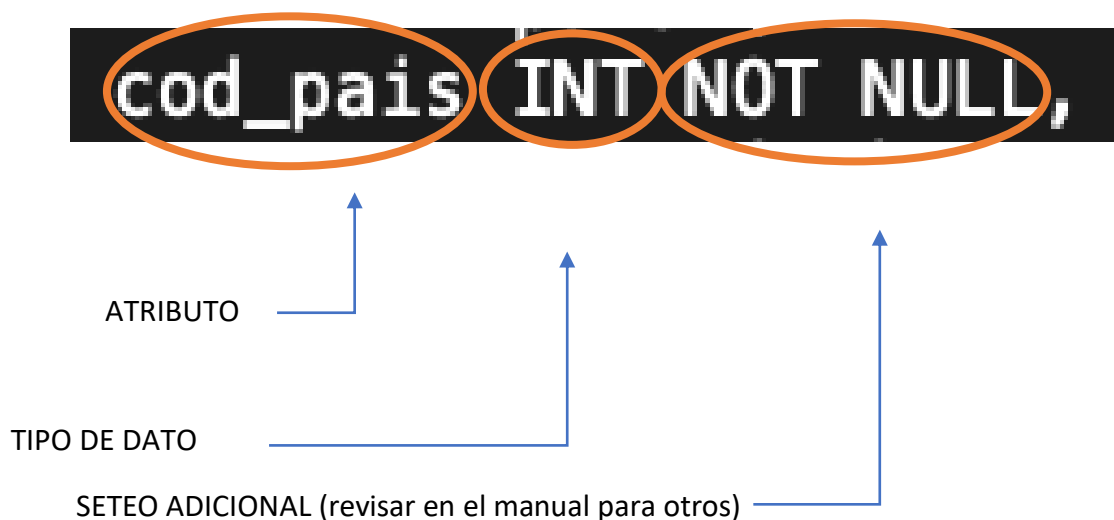 cod_pais INT NOT NULL,
ATRIBUTO
TIPO DE DATO
SETEO ADICIONAL (revisar en el manual para otros)